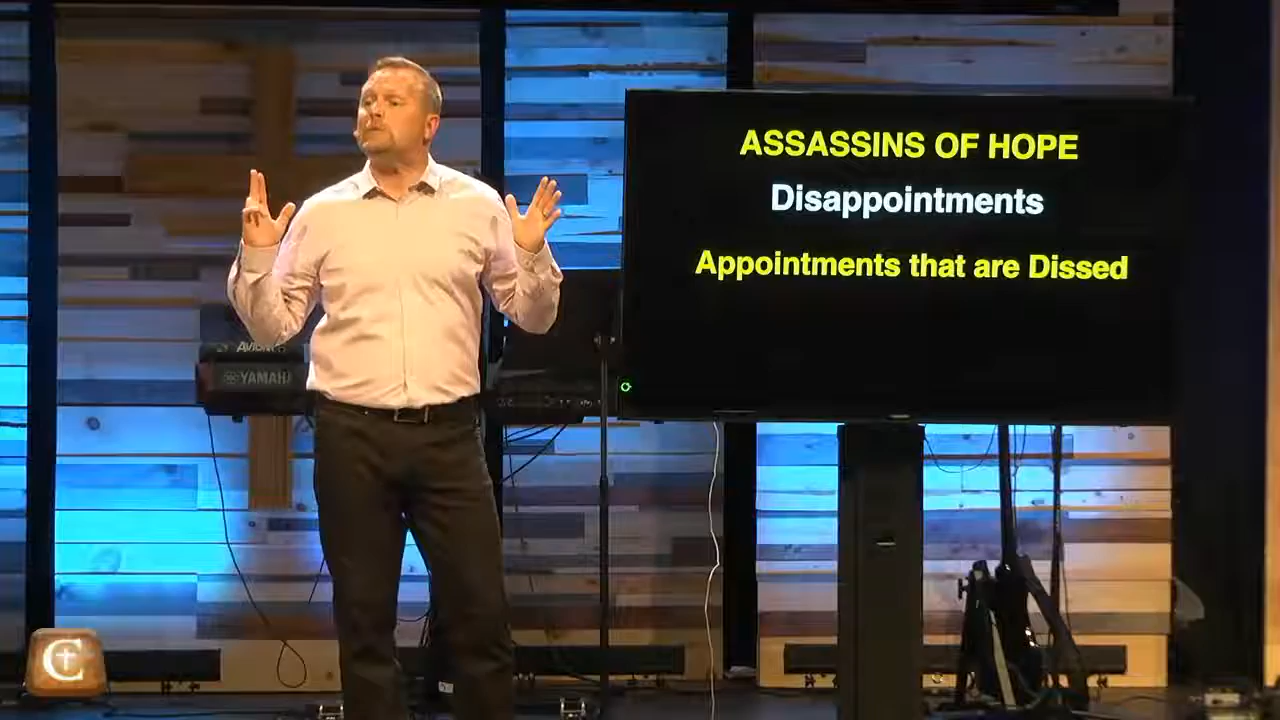 ASSASSINS OF HOPE
Disappointments
Appointments that are Dissed
AVIOM
YAMAHA
C